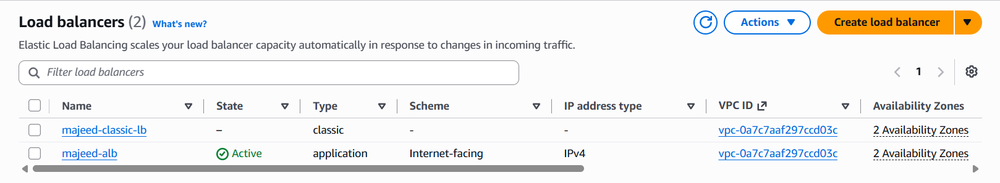 Load balancers (2) What's new?
Actions
Create load balancer
Elastic Load Balancing scales your load balancer capacity automatically in response to changes in incoming traffic.
Filter load balancers
1
Name State Type Scheme IP address type VPC ID Availability Zones
majeed-classic-lb – classic - - vpc-0a7c7aaf297ccd03c 2 Availability Zones
majeed-alb Active application Internet-facing IPv4 vpc-0a7c7aaf297ccd03c 2 Availability Zones